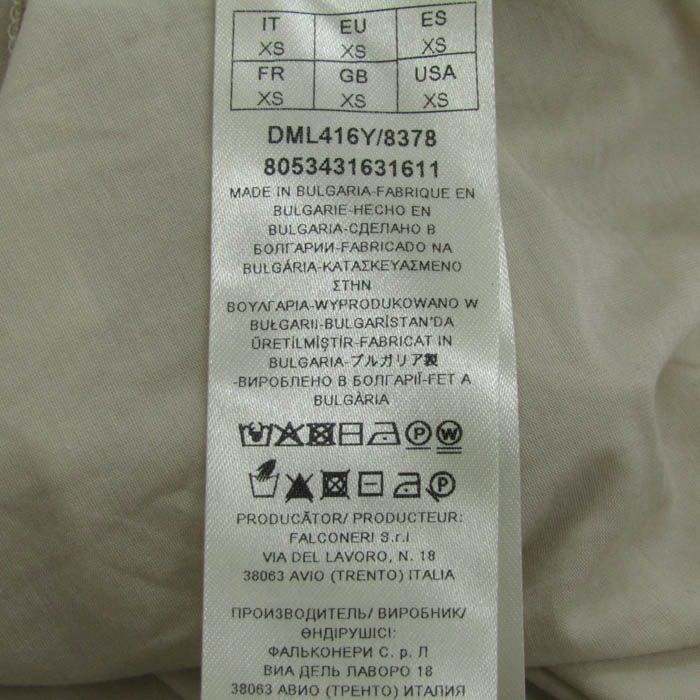 IT EU ES
XS XS XS
FR GB USA
XS XS XS
DML416Y/8378
8053431631611
MADE IN BULGARIA-FABRIQUE EN
BULGARIE-HECHO EN
BULGARIA-СДЕЛАНО В
БОЛГАРИИ-FABRICADO NA
BULGÁRIA-ΚΑΤΑΣΚΕΥΑΣΜΕΝΟ
ΣΤΗΝ
ΒΟΥΛΓΑΡΙΑ-WYPRODUKOWANO W
BUŁGARII-BULGARİSTAN'DA
ÜRETİLMİŞTİR-FABRICAT IN
BULGARIA-ブルガリア製
-ВИРОБЛЕНО В БОЛГАРІЇ-FET A
BULGÀRIA
P W
P
PRODUCĂTOR/ PRODUCTEUR:
FALCONERI S.r.l
VIA DEL LAVORO, N. 18
38063 AVIO (TRENTO) ITALIA
ПРОИЗВОДИТЕЛЬ/ ВИРОБНИК/
ӨНДІРУШІСІ:
ФАЛЬКОНЕРИ С. р. Л
ВИА ДЕЛЬ ЛАВОРО 18
38063 АВИО (ТРЕНТО) ИТАЛИЯ